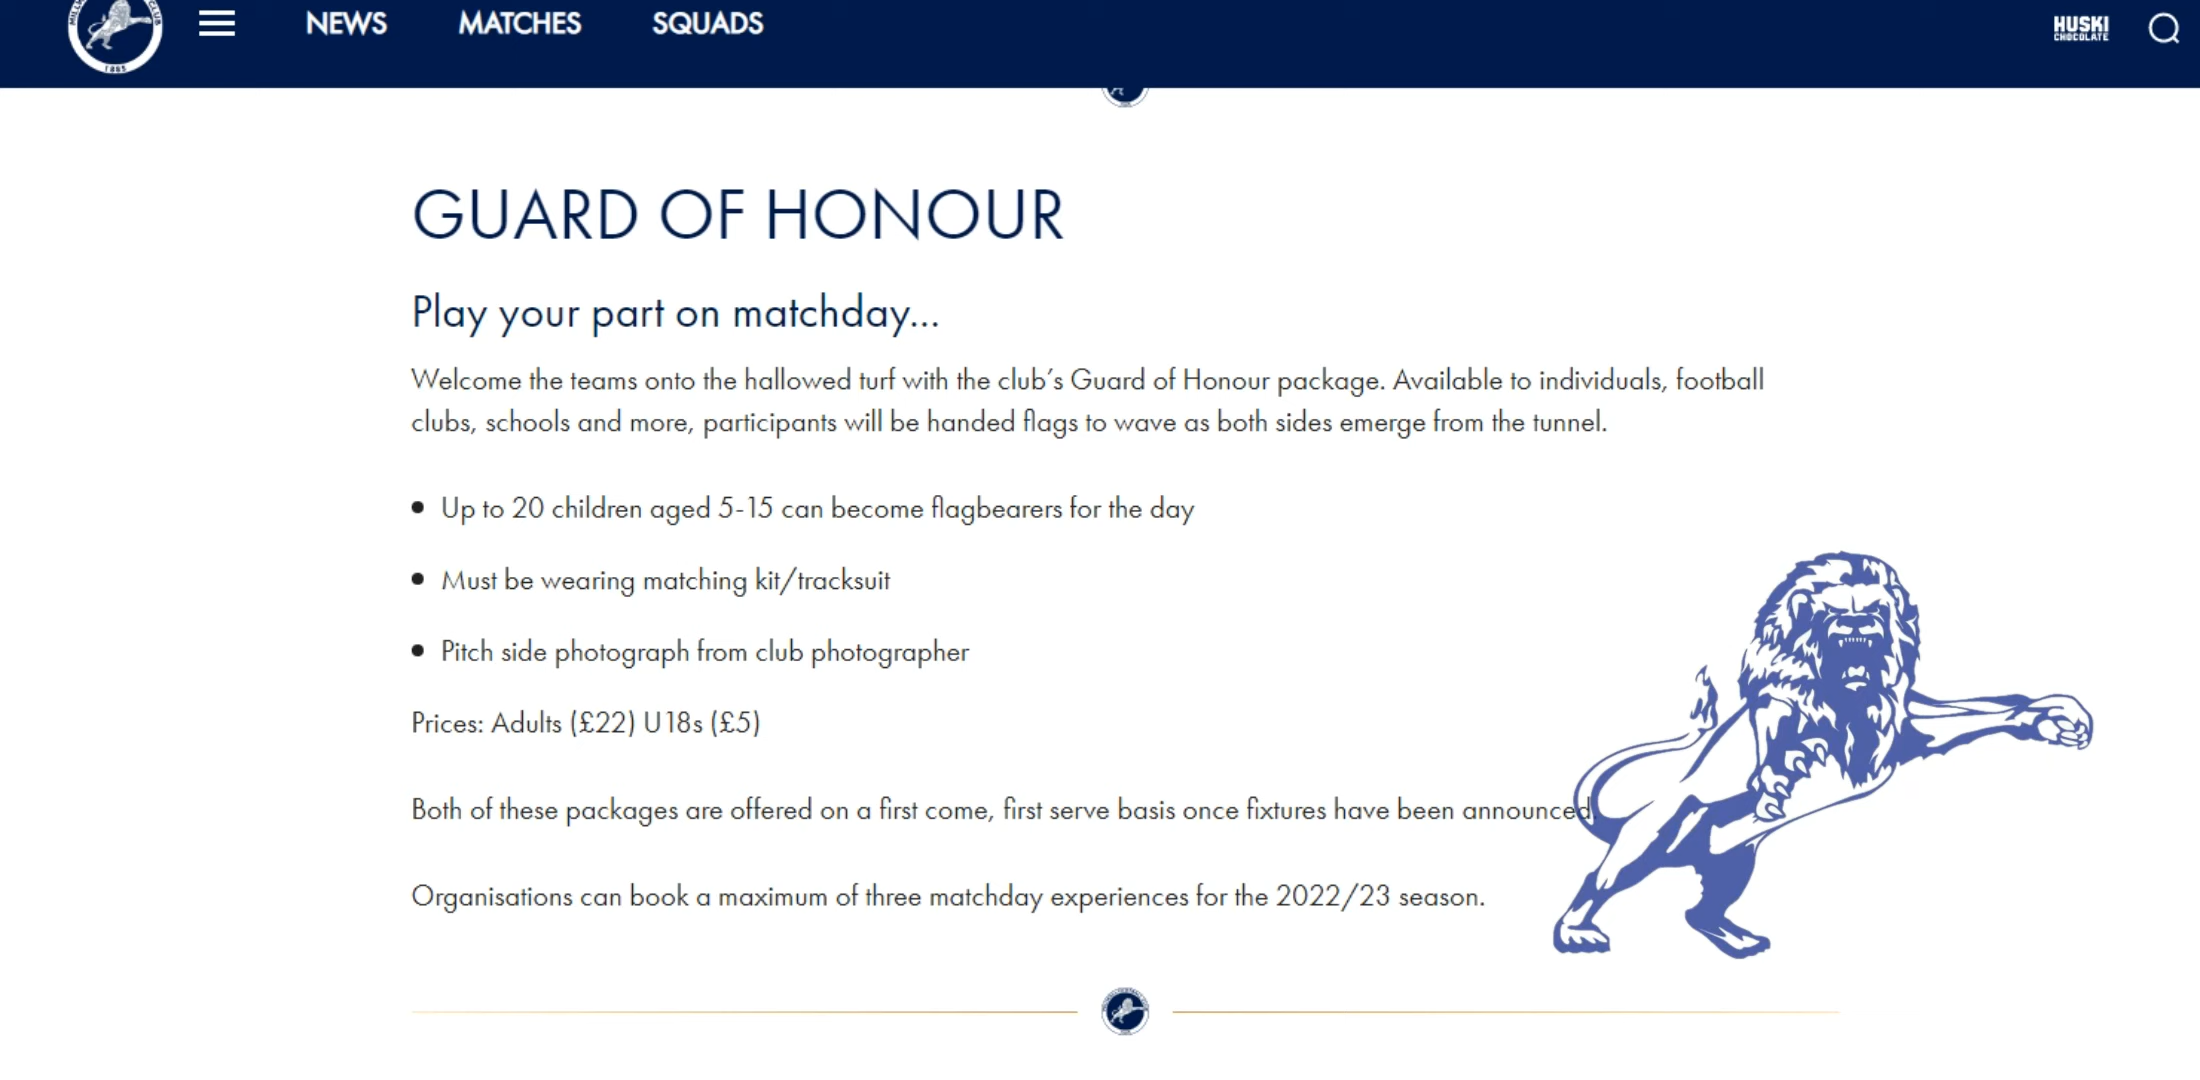 NEWS MATCHES SQUADS
HUSKI
CHOCOLATE
1885
GUARD OF HONOUR
Play your part on matchday...
Welcome the teams onto the hallowed turf with the club’s Guard of Honour package. Available to individuals, football
clubs, schools and more, participants will be handed flags to wave as both sides emerge from the tunnel.
• Up to 20 children aged 5-15 can become flagbearers for the day
• Must be wearing matching kit/tracksuit
• Pitch side photograph from club photographer
Prices: Adults (£22) U18s (£5)
Both of these packages are offered on a first come, first serve basis once fixtures have been announced.
Organisations can book a maximum of three matchday experiences for the 2022/23 season.